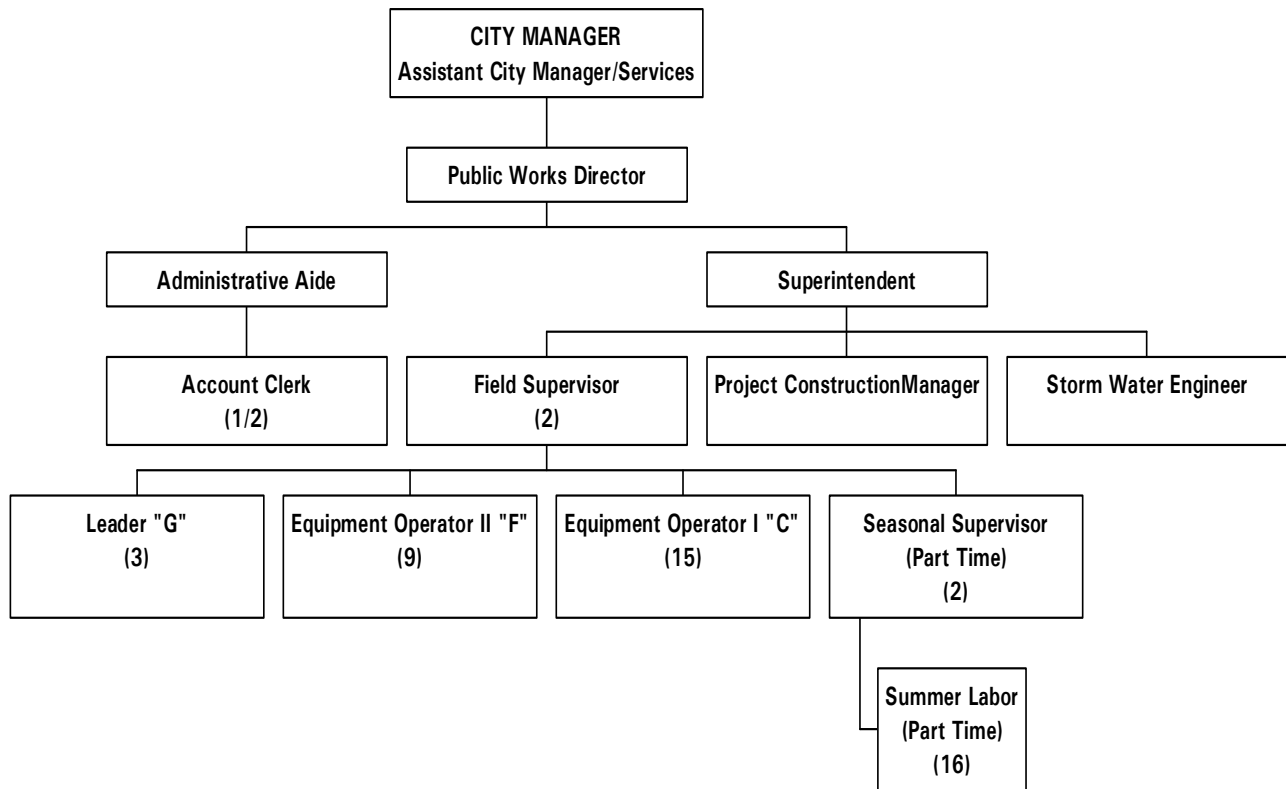 CITY MANAGER
Assistant City Manager/Services
Public Works Director
Administrative Aide
Superintendent
Account Clerk
(1/2)
Field Supervisor
(2)
Project ConstructionManager
Storm Water Engineer
Leader "G"
(3)
Equipment Operator II "F"
(9)
Equipment Operator I "C"
(15)
Seasonal Supervisor
(Part Time)
(2)
Summer Labor
(Part Time)
(16)